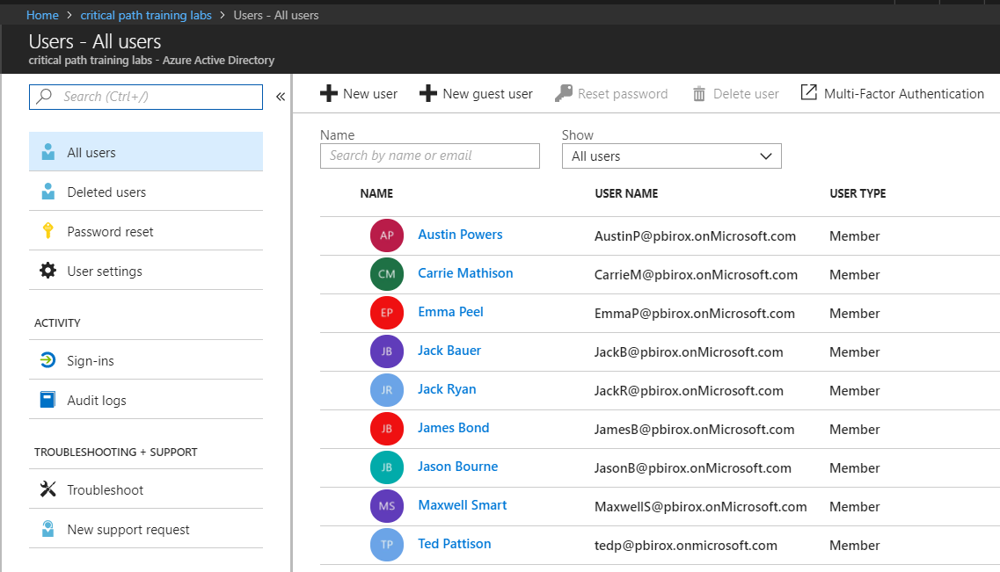 Home > critical path training labs > Users - All users
Users - All users
critical path training labs - Azure Active Directory
Search (Ctrl+/)
«
All users
Deleted users
Password reset
User settings
ACTIVITY
Sign-ins
Audit logs
TROUBLESHOOTING + SUPPORT
Troubleshoot
New support request
New user New guest user Reset password Delete user Multi-Factor Authentication
Name Show
Search by name or email All users
NAME USER NAME USER TYPE
AP Austin Powers AustinP@pbirox.onMicrosoft.com Member
CM Carrie Mathison CarrieM@pbirox.onMicrosoft.com Member
EP Emma Peel EmmaP@pbirox.onMicrosoft.com Member
JB Jack Bauer JackB@pbirox.onMicrosoft.com Member
JR Jack Ryan JackR@pbirox.onMicrosoft.com Member
JB James Bond JamesB@pbirox.onMicrosoft.com Member
JB Jason Bourne JasonB@pbirox.onMicrosoft.com Member
MS Maxwell Smart MaxwellS@pbirox.onMicrosoft.com Member
TP Ted Pattison tedp@pbirox.onmicrosoft.com Member